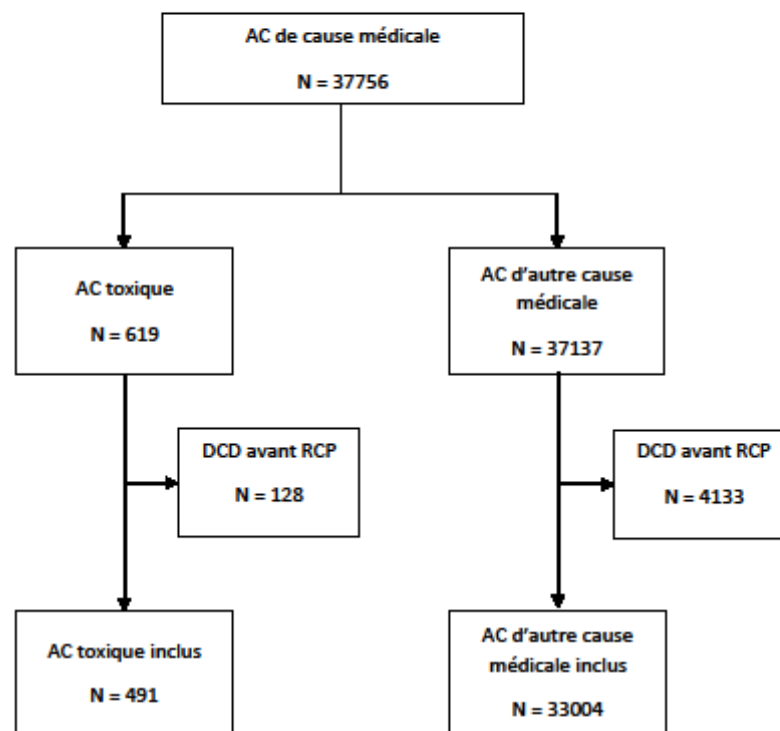 AC de cause médicale
N = 37756
AC toxique
N = 619
AC d'autre cause
médicale
N = 37137
DCD avant RCP
N = 128
DCD avant RCP
N = 4133
AC toxique inclus
N = 491
AC d'autre cause
médicale inclus
N = 33004